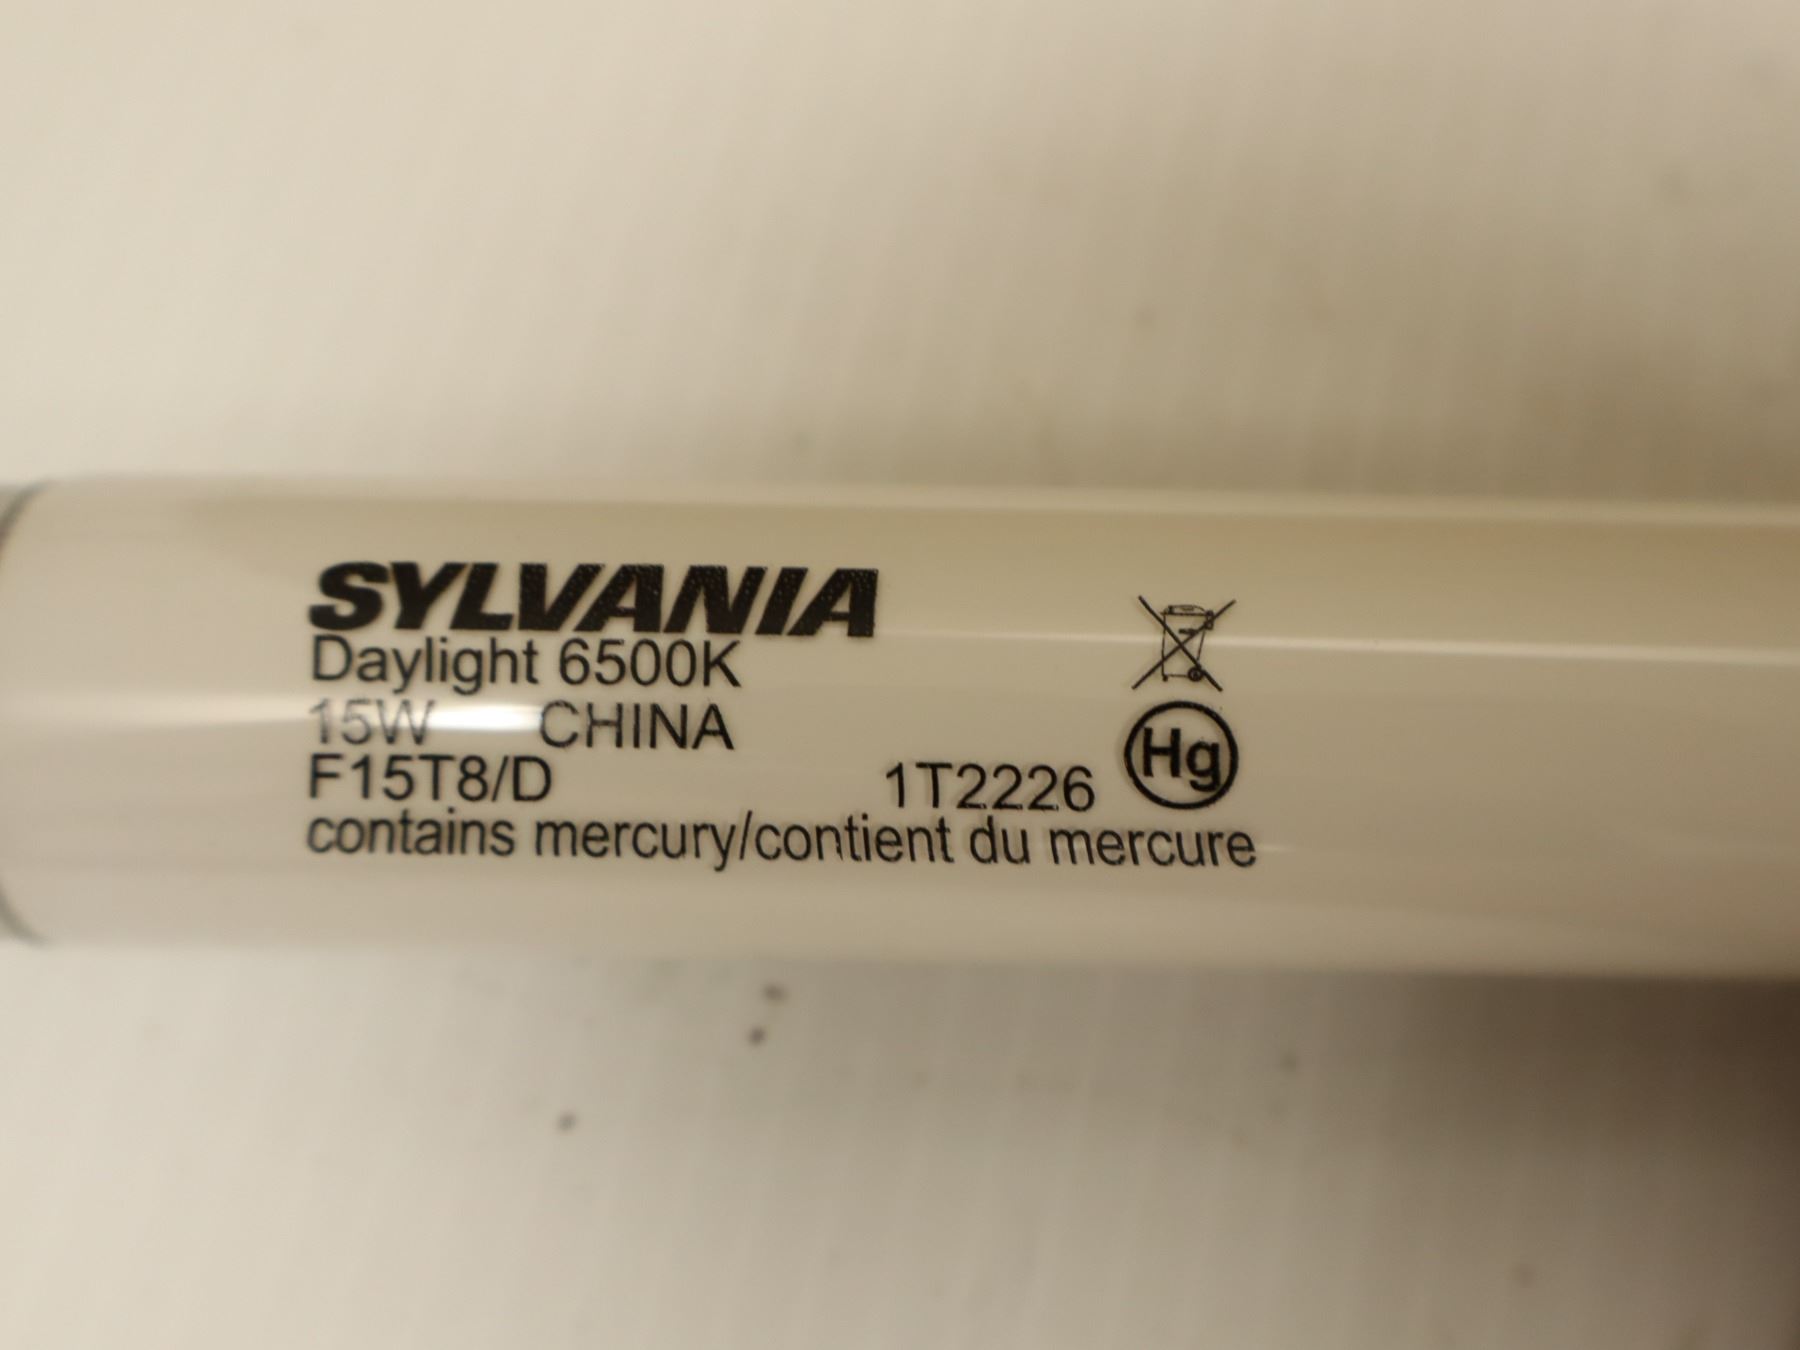 SYLVANIA
Daylight 6500K
15W CHINA
F15T8/D 1T2226 Hg
contains mercury/contient du mercure